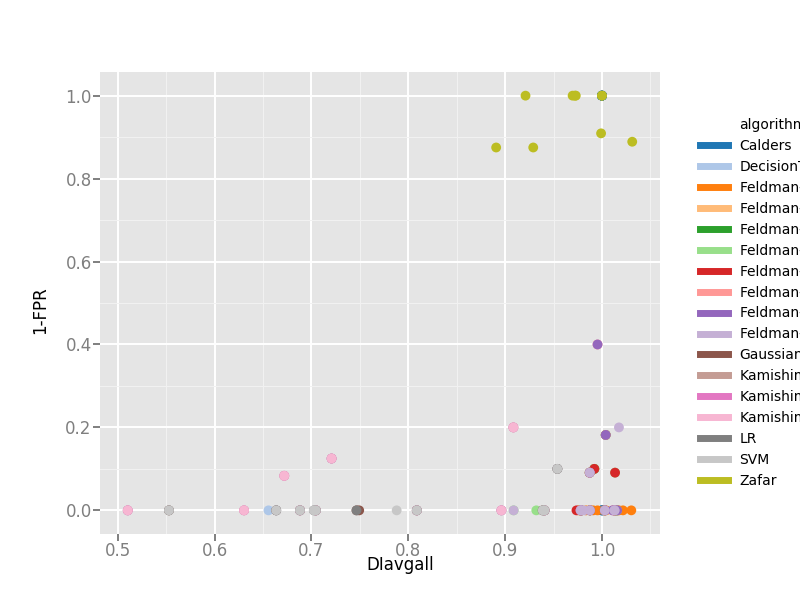 1.0
0.8
0.6
0.4
0.2
0.0
1-FPR
0.5 0.6 0.7 0.8 0.9 1.0
DIavgall
algorithm
Calders
Decision
Feldman
Feldman
Feldman
Feldman
Feldman
Feldman
Feldman
Feldman
Gaussian
Kamishin
Kamishin
Kamishin
LR
SVM
Zafar